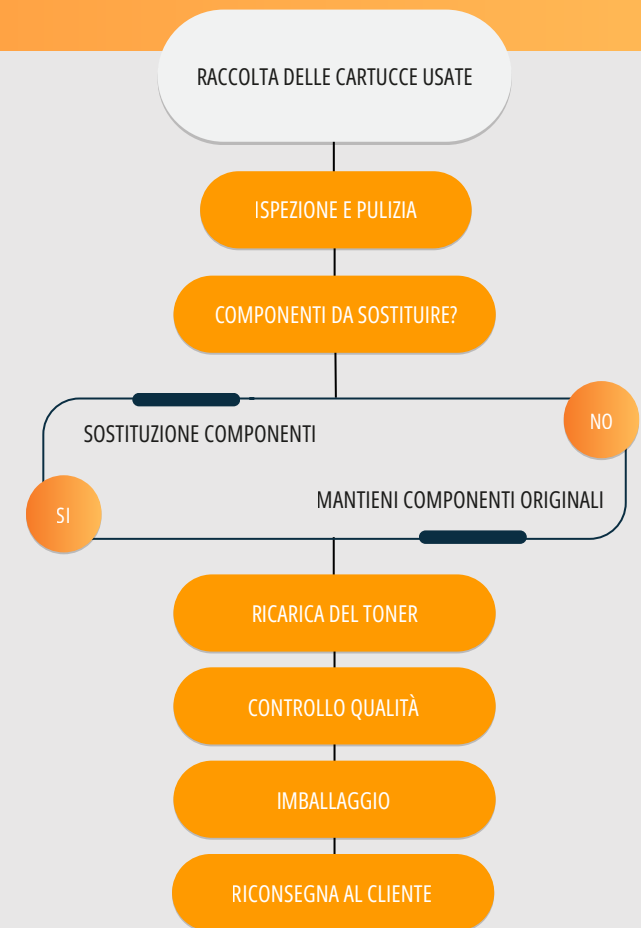 RACCOLTA DELLE CARTUCCE USATE
ISPEZIONE E PULIZIA
COMPONENTI DA SOSTITUIRE?
NO
SOSTITUZIONE COMPONENTI
MANTIENI COMPONENTI ORIGINALI
SI
RICARICA DEL TONER
CONTROLLO QUALITÀ
IMBALLAGGIO
RICONSEGNA AL CLIENTE